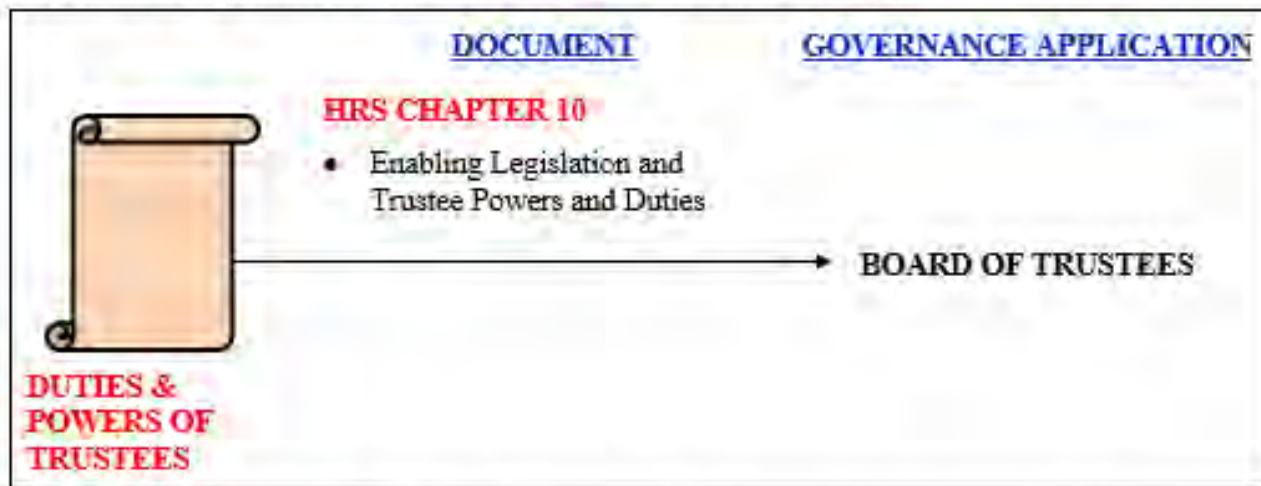 DOCUMENT
GOVERNANCE APPLICATION
HRS CHAPTER 10
• Enabling Legislation and
Trustee Powers and Duties
BOARD OF TRUSTEES
DUTIES &
POWERS OF
TRUSTEES